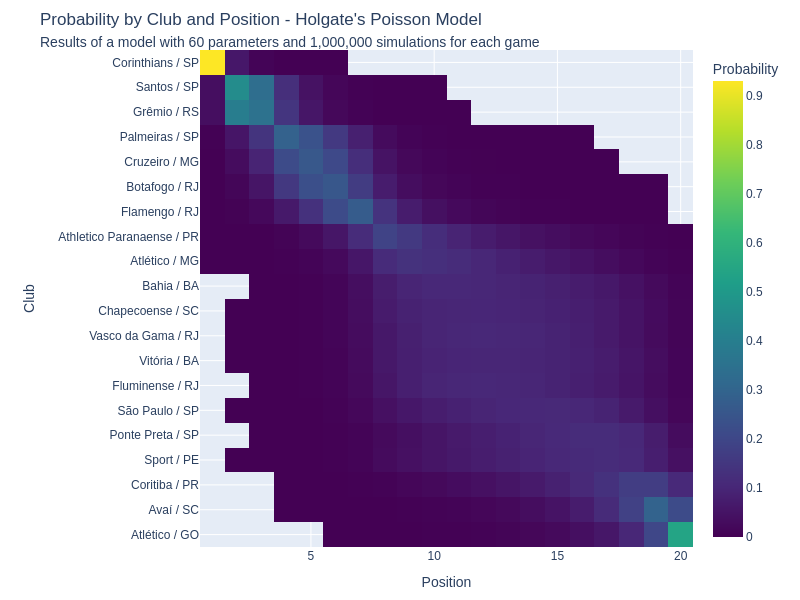 Probability by Club and Position - Holgate's Poisson Model
Results of a model with 60 parameters and 1,000,000 simulations for each game
Probability
Corinthians / SP
Santos / SP
Grêmio / RS
Palmeiras / SP
Cruzeiro / MG
Botafogo / RJ
Flamengo / RJ
Athletico Paranaense / PR
Atlético / MG
Bahia / BA
Chapecoense / SC
Vasco da Gama / RJ
Vitória / BA
Fluminense / RJ
São Paulo / SP
Ponte Preta / SP
Sport / PE
Coritiba / PR
Avaí / SC
Atlético / GO
Club
5
10
15
20
Position
0.9
0.8
0.7
0.6
0.5
0.4
0.3
0.2
0.1
0